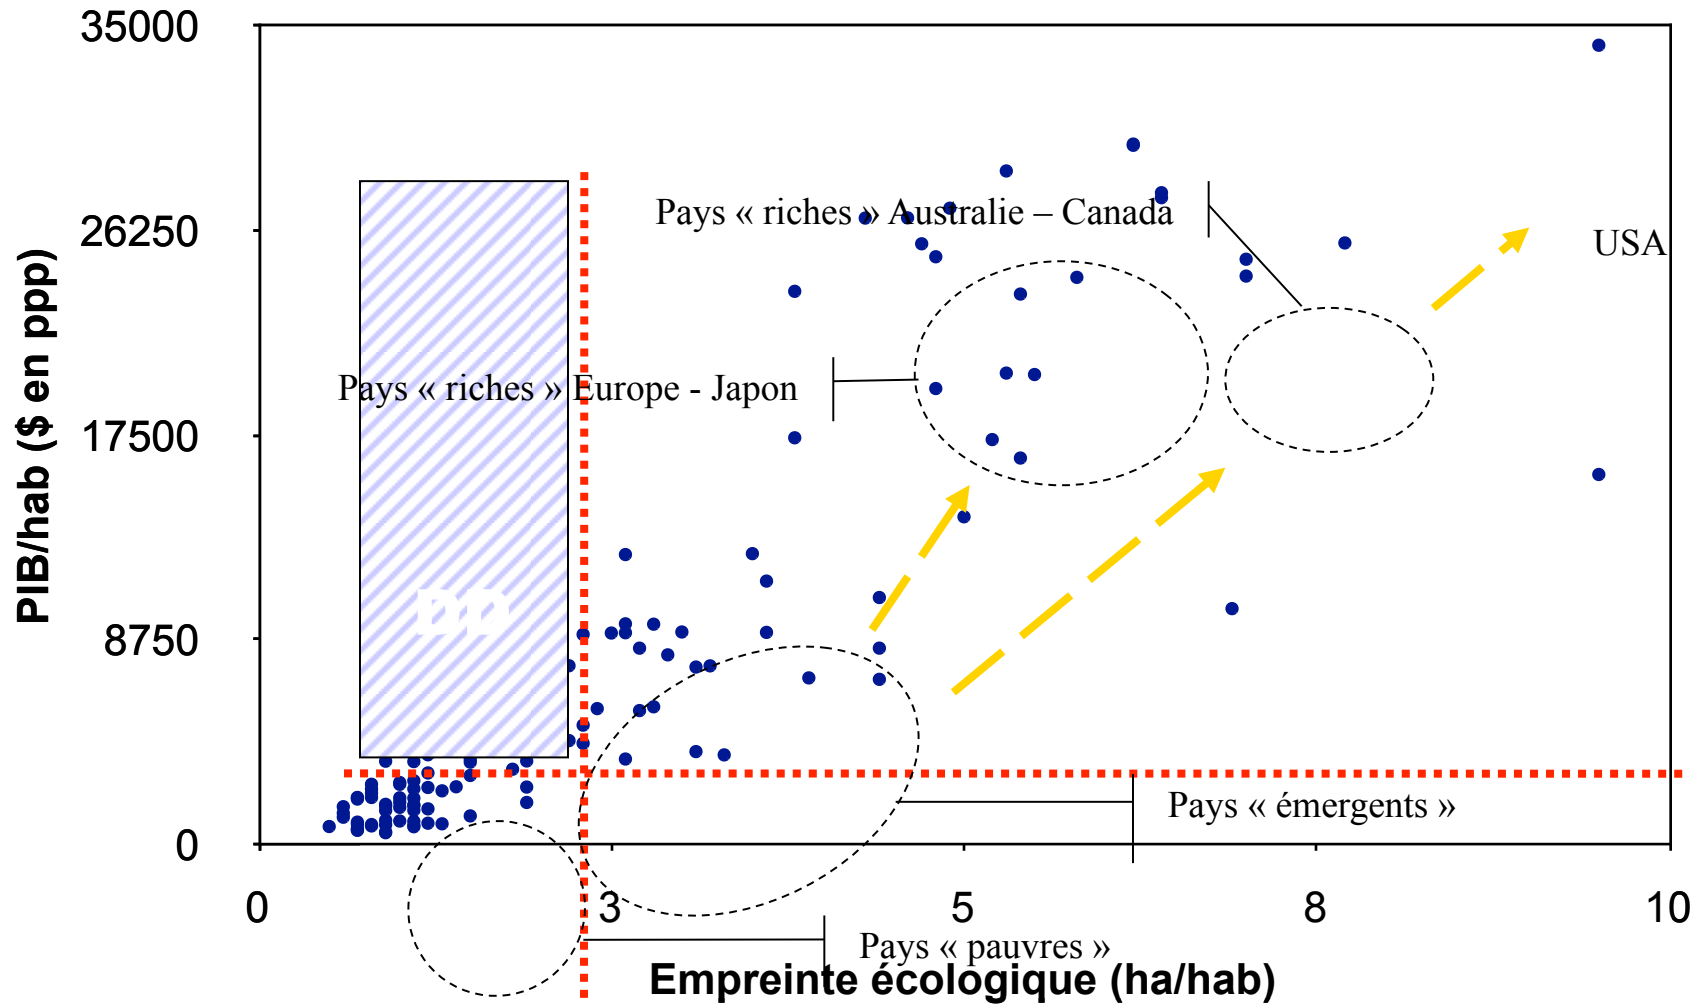 35000
Pays « riches » Australie – Canada
26250
USA
PIB/hab ($ en ppp)
Pays « riches » Europe - Japon
17500
DD
8750
Pays « émergents »
0
0
3
5
8
10
Pays « pauvres »
Empreinte écologique (ha/hab)